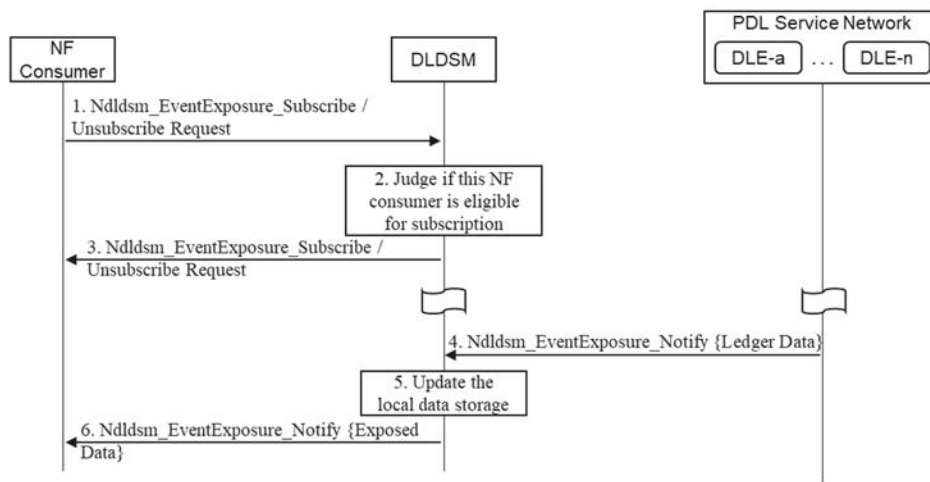 PDL Service Network
NF
Consumer
DLDSM
DLE-a ... DLE-n
1. Ndldsm_EventExposure_Subscribe /
Unsubscribe Request
2. Judge if this NF
consumer is eligible
for subscription
3. Ndldsm_EventExposure_Subscribe /
Unsubscribe Request
4. Ndldsm_EventExposure_Notify {Ledger Data}
5. Update the
local data storage
6. Ndldsm_EventExposure_Notify {Exposed
Data}